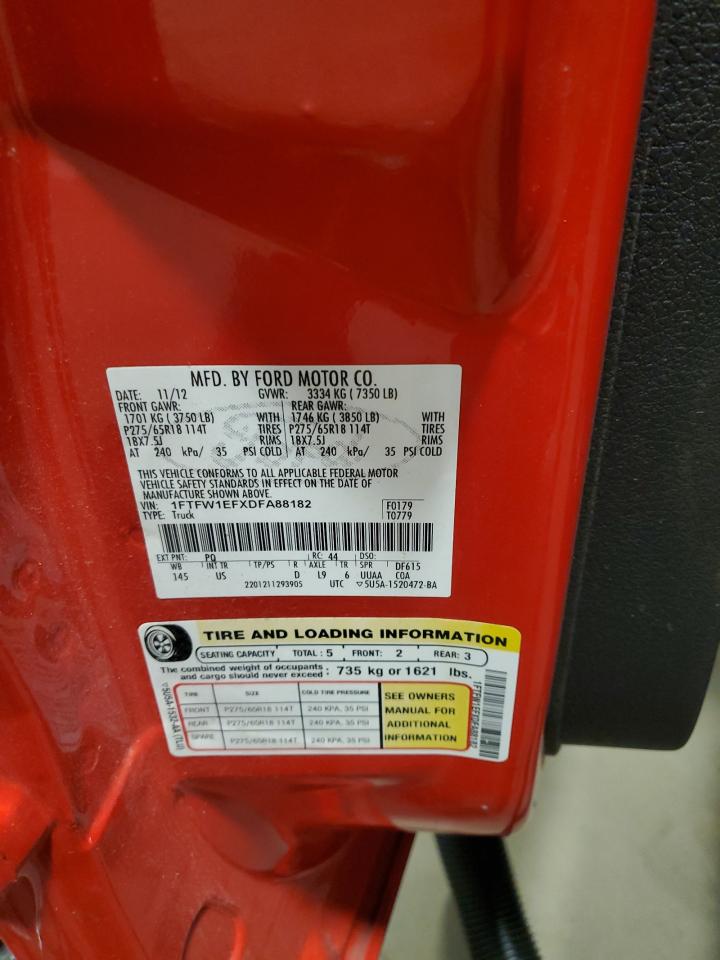 MFD. BY FORD MOTOR CO.
DATE: 11/12 GVWR: 3334 KG ( 7350 LB)
FRONT GAWR: REAR GAWR:
1701 KG ( 3750 LB) WITH 1746 KG ( 3850 LB) WITH
P275/65R18 114T TIRES P275/65R18 114T TIRES
18X7.5J RIMS 18X7.5J RIMS
AT 240 kPa/ 35 PSI COLD AT 240 kPa/ 35 PSI COLD
THIS VEHICLE CONFORMS TO ALL APPLICABLE FEDERAL MOTOR
VEHICLE SAFETY STANDARDS IN EFFECT ON THE DATE OF
MANUFACTURE SHOWN ABOVE.
VIN: 1FTFW1EFXDFA88182 F0179
TYPE: Truck T0779
EXT PNT: PQ RC: 44 DSO:
WB INT TR TP/PS R AXLE TR SPR DF615
145 US D L9 6 UUAA COA
2201211293905 UTC ▽5U5A-1520472-BA
TIRE AND LOADING INFORMATION
SEATING CAPACITY TOTAL : 5 FRONT: 2 REAR: 3
The combined weight of occupants and cargo should never exceed : 735 kg or 1621 lbs.
TIRE SIZE COLD TIRE PRESSURE
FRONT P275/65R18 114T 240 KPA, 35 PSI
REAR P275/65R18 114T 240 KPA, 35 PSI
SPARE P275/65R18 114T 240 KPA, 35 PSI
SEE OWNERS
MANUAL FOR
ADDITIONAL
INFORMATION
▽5U5A-1532-AA (TLU)
1FTFW1EFXDFA88182